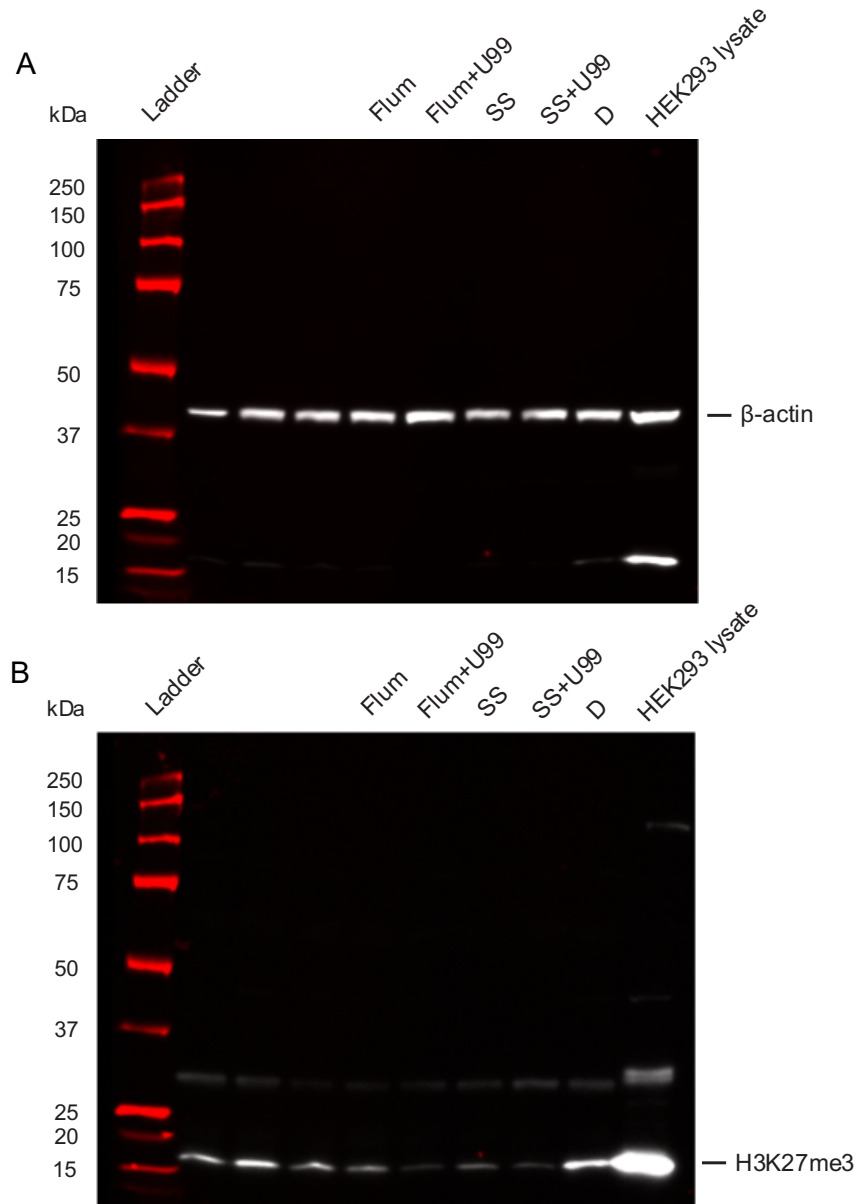 A
kDa
Ladder
Flum
Flum+U99
SS
SS+U99
D
HEK293 lysate
250
150
100
75
50
37
25
20
15
β-actin
B
kDa
Ladder
Flum
Flum+U99
SS
SS+U99
D
HEK293 lysate
250
150
100
75
50
37
25
20
15
H3K27me3